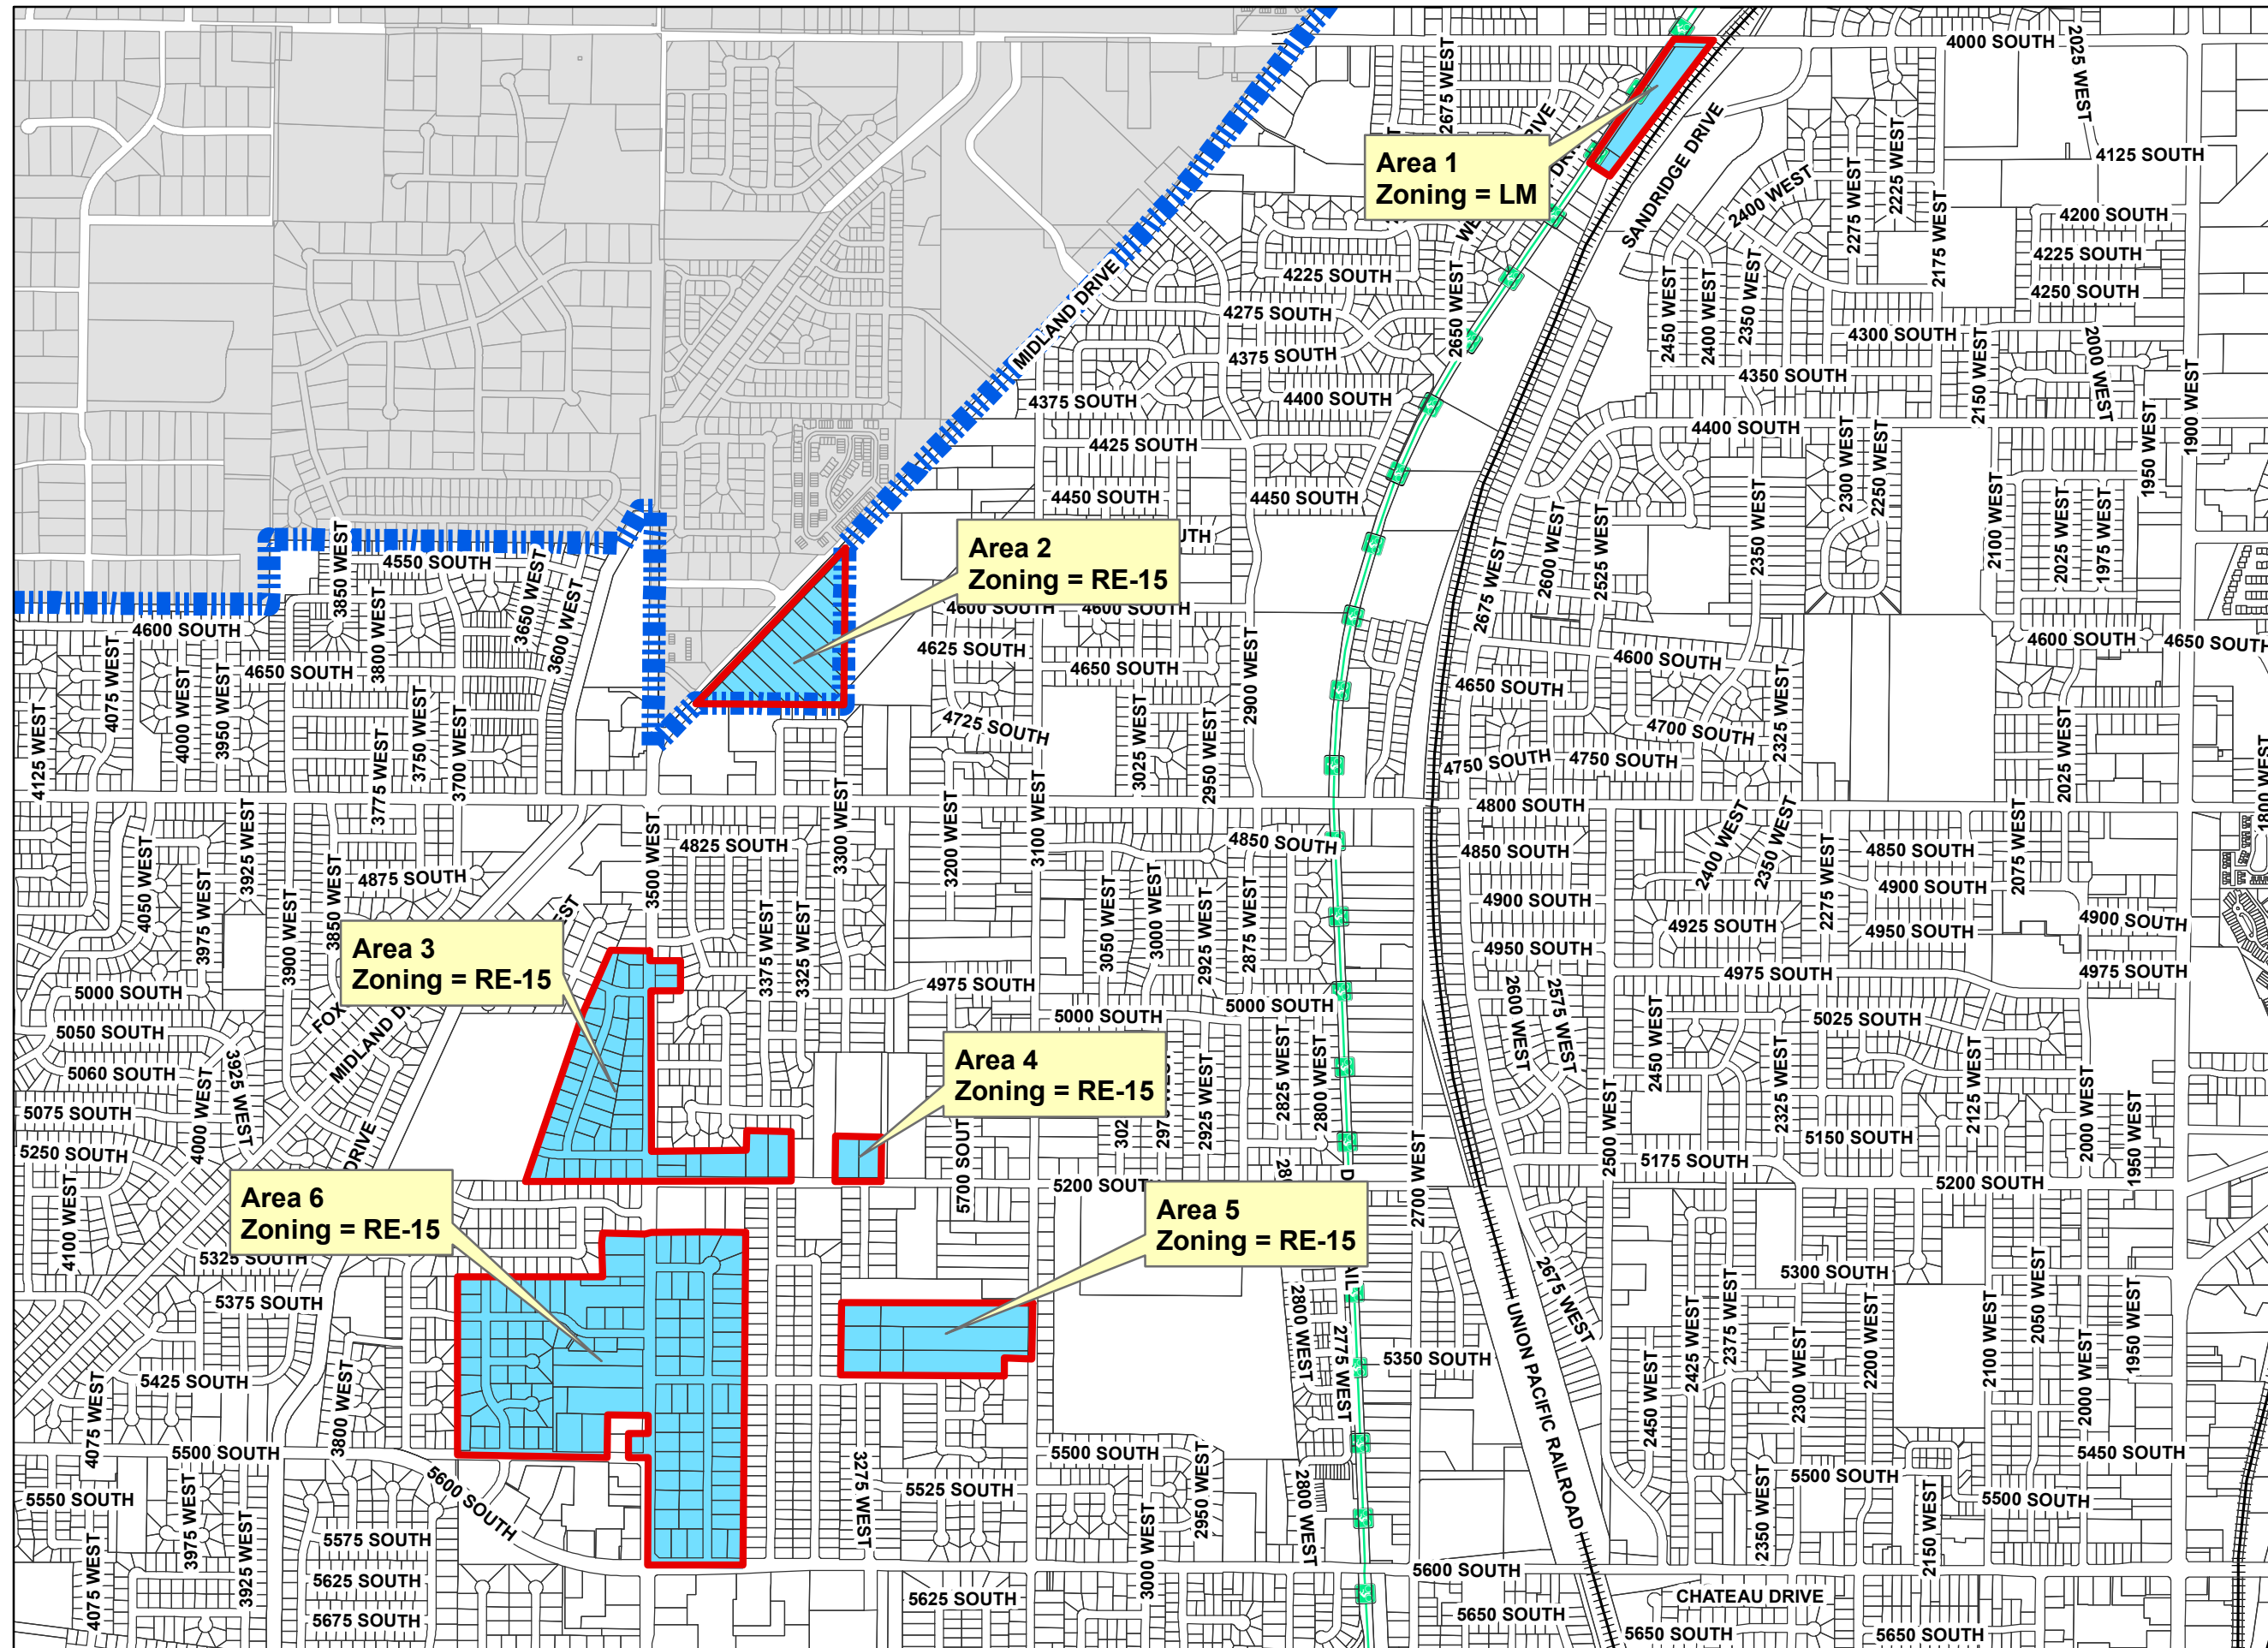 4000 SOUTH
2025 WEST
2675 WEST
Area 1
Zoning = LM
SANDRIDGE DRIVE
2400 WEST
2275 WEST
2225 WEST
2175 WEST
4125 SOUTH
4200 SOUTH
4225 SOUTH
4250 SOUTH
4225 SOUTH
4275 SOUTH
MIDLAND DRIVE
2650 WEST
2450 WEST
2400 WEST
2350 WEST
4300 SOUTH
4375 SOUTH
4350 SOUTH
2150 WEST
2000 WEST
1900 WEST
4375 SOUTH
4400 SOUTH
4400 SOUTH
4425 SOUTH
4450 SOUTH
4450 SOUTH
2300 WEST
2250 WEST
1950 WEST
2350 WEST
2100 WEST
2025 WEST
1975 WEST
2675 WEST
2600 WEST
2525 WEST
Area 2
Zoning = RE-15
4550 SOUTH
3850 WEST
3800 WEST
3650 WEST
3600 WEST
4600 SOUTH
4600 SOUTH
4600 SOUTH
4625 SOUTH
4650 SOUTH
4650 SOUTH
4600 SOUTH
4650 SOUTH
4600 SOUTH
4650 SOUTH
4125 WEST
4075 WEST
4000 WEST
3950 WEST
3775 WEST
3750 WEST
3700 WEST
4725 SOUTH
2900 WEST
3025 WEST
2950 WEST
4700 SOUTH
4750 SOUTH
4750 SOUTH
2325 WEST
2025 WEST
1800 WEST
4800 SOUTH
3500 WEST
4825 SOUTH
3300 WEST
3200 WEST
3100 WEST
4850 SOUTH
4850 SOUTH
2400 WEST
2350 WEST
4850 SOUTH
2075 WEST
4050 WEST
3975 WEST
3925 WEST
3900 WEST
3850 WEST
4875 SOUTH
4900 SOUTH
4900 SOUTH
4900 SOUTH
2275 WEST
4925 SOUTH
4950 SOUTH
4950 SOUTH
Area 3
Zoning = RE-15
3375 WEST
3325 WEST
3050 WEST
3000 WEST
2925 WEST
2875 WEST
4975 SOUTH
4975 SOUTH
4975 SOUTH
5000 SOUTH
5000 SOUTH
5000 SOUTH
2600 WEST
2575 WEST
5025 SOUTH
5050 SOUTH
5060 SOUTH
5075 SOUTH
4000 WEST
3925 WEST
Area 4
Zoning = RE-15
2925 WEST
2825 WEST
2800 WEST
2450 WEST
2325 WEST
2125 WEST
2000 WEST
1950 WEST
5150 SOUTH
5175 SOUTH
2500 WEST
5200 SOUTH
5250 SOUTH
4100 WEST
5700 SOUTH
2700 WEST
Area 6
Zoning = RE-15
Area 5
Zoning = RE-15
5325 SOUTH
5375 SOUTH
5425 SOUTH
4075 WEST
3800 WEST
2800 WEST
2775 WEST
5350 SOUTH
UNION PACIFIC RAILROAD
2675 WEST
5300 SOUTH
2450 WEST
2425 WEST
2375 WEST
2300 WEST
2200 WEST
2100 WEST
2050 WEST
2000 WEST
1950 WEST
5450 SOUTH
5500 SOUTH
5600 SOUTH
5500 SOUTH
5500 SOUTH
5500 SOUTH
5525 SOUTH
5550 SOUTH
3275 WEST
2950 WEST
3000 WEST
2800 WEST
2350 WEST
2150 WEST
4075 WEST
3975 WEST
3925 WEST
5575 SOUTH
5625 SOUTH
5675 SOUTH
5625 SOUTH
5600 SOUTH
CHATEAU DRIVE
5650 SOUTH
5650 SOUTH
5650 SOUTH